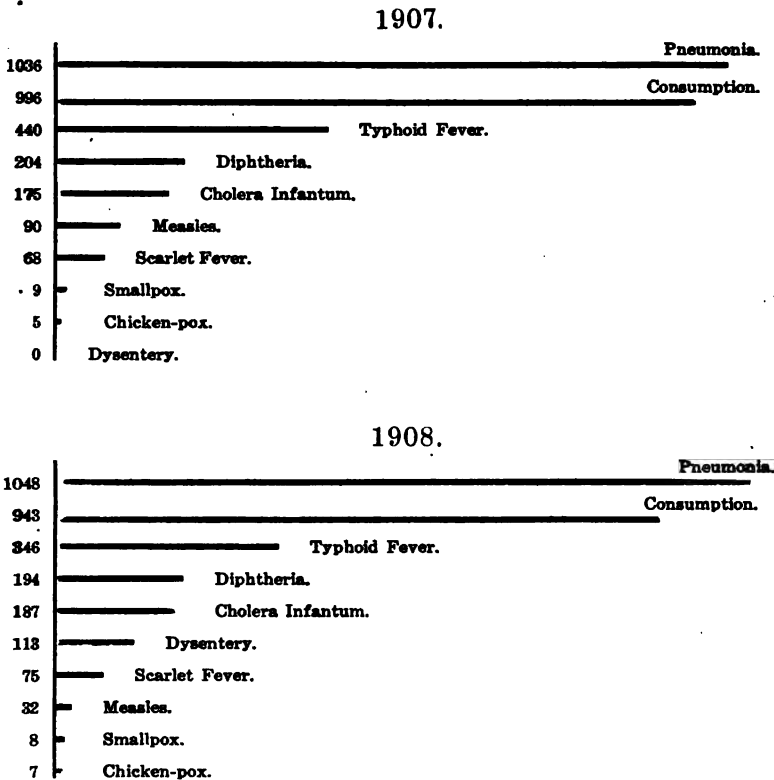 1907.
Pneumonia.
1036
Consumption.
996
440 Typhoid Fever.
204 Diphtheria.
175 Cholera Infantum.
90 Measles.
68 Scarlet Fever.
9 Smallpox.
5 Chicken-pox.
0 Dysentery.
1908.
Pneumonia.
1048
Consumption.
943
346 Typhoid Fever.
194 Diphtheria.
187 Cholera Infantum.
113 Dysentery.
75 Scarlet Fever.
32 Measles.
8 Smallpox.
7 Chicken-pox.